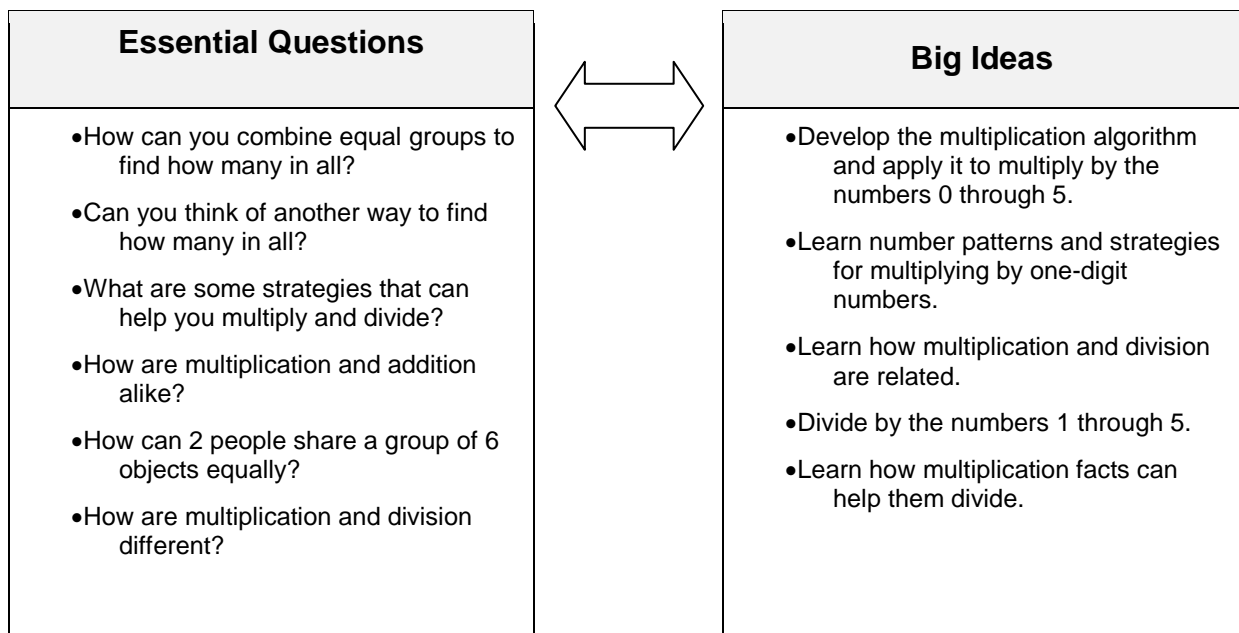 Essential Questions
•How can you combine equal groups to
find how many in all?
•Can you think of another way to find
how many in all?
•What are some strategies that can
help you multiply and divide?
•How are multiplication and addition
alike?
•How can 2 people share a group of 6
objects equally?
•How are multiplication and division
different?
Big Ideas
•Develop the multiplication algorithm
and apply it to multiply by the
numbers 0 through 5.
•Learn number patterns and strategies
for multiplying by one-digit
numbers.
•Learn how multiplication and division
are related.
•Divide by the numbers 1 through 5.
•Learn how multiplication facts can
help them divide.